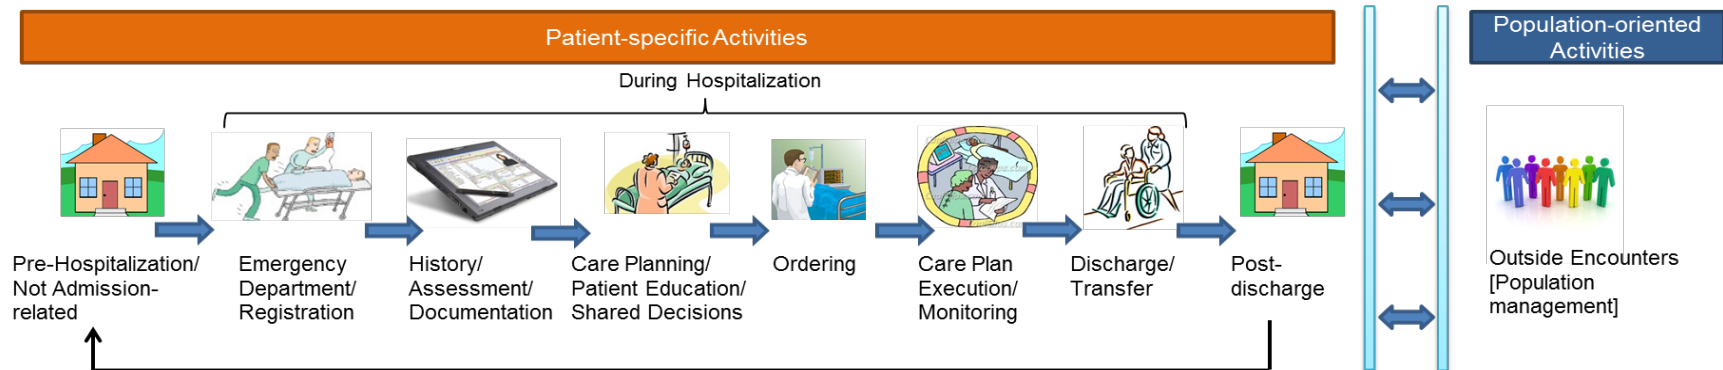 Patient-specific Activities
Population-oriented
Activities
During Hospitalization
Pre-Hospitalization/
Not Admission-
related
Emergency
Department/
Registration
History/
Assessment/
Documentation
Care Planning/
Patient Education/
Shared Decisions
Ordering
Care Plan
Execution/
Monitoring
Discharge/
Transfer
Post-
discharge
Outside Encounters
[Population
management]